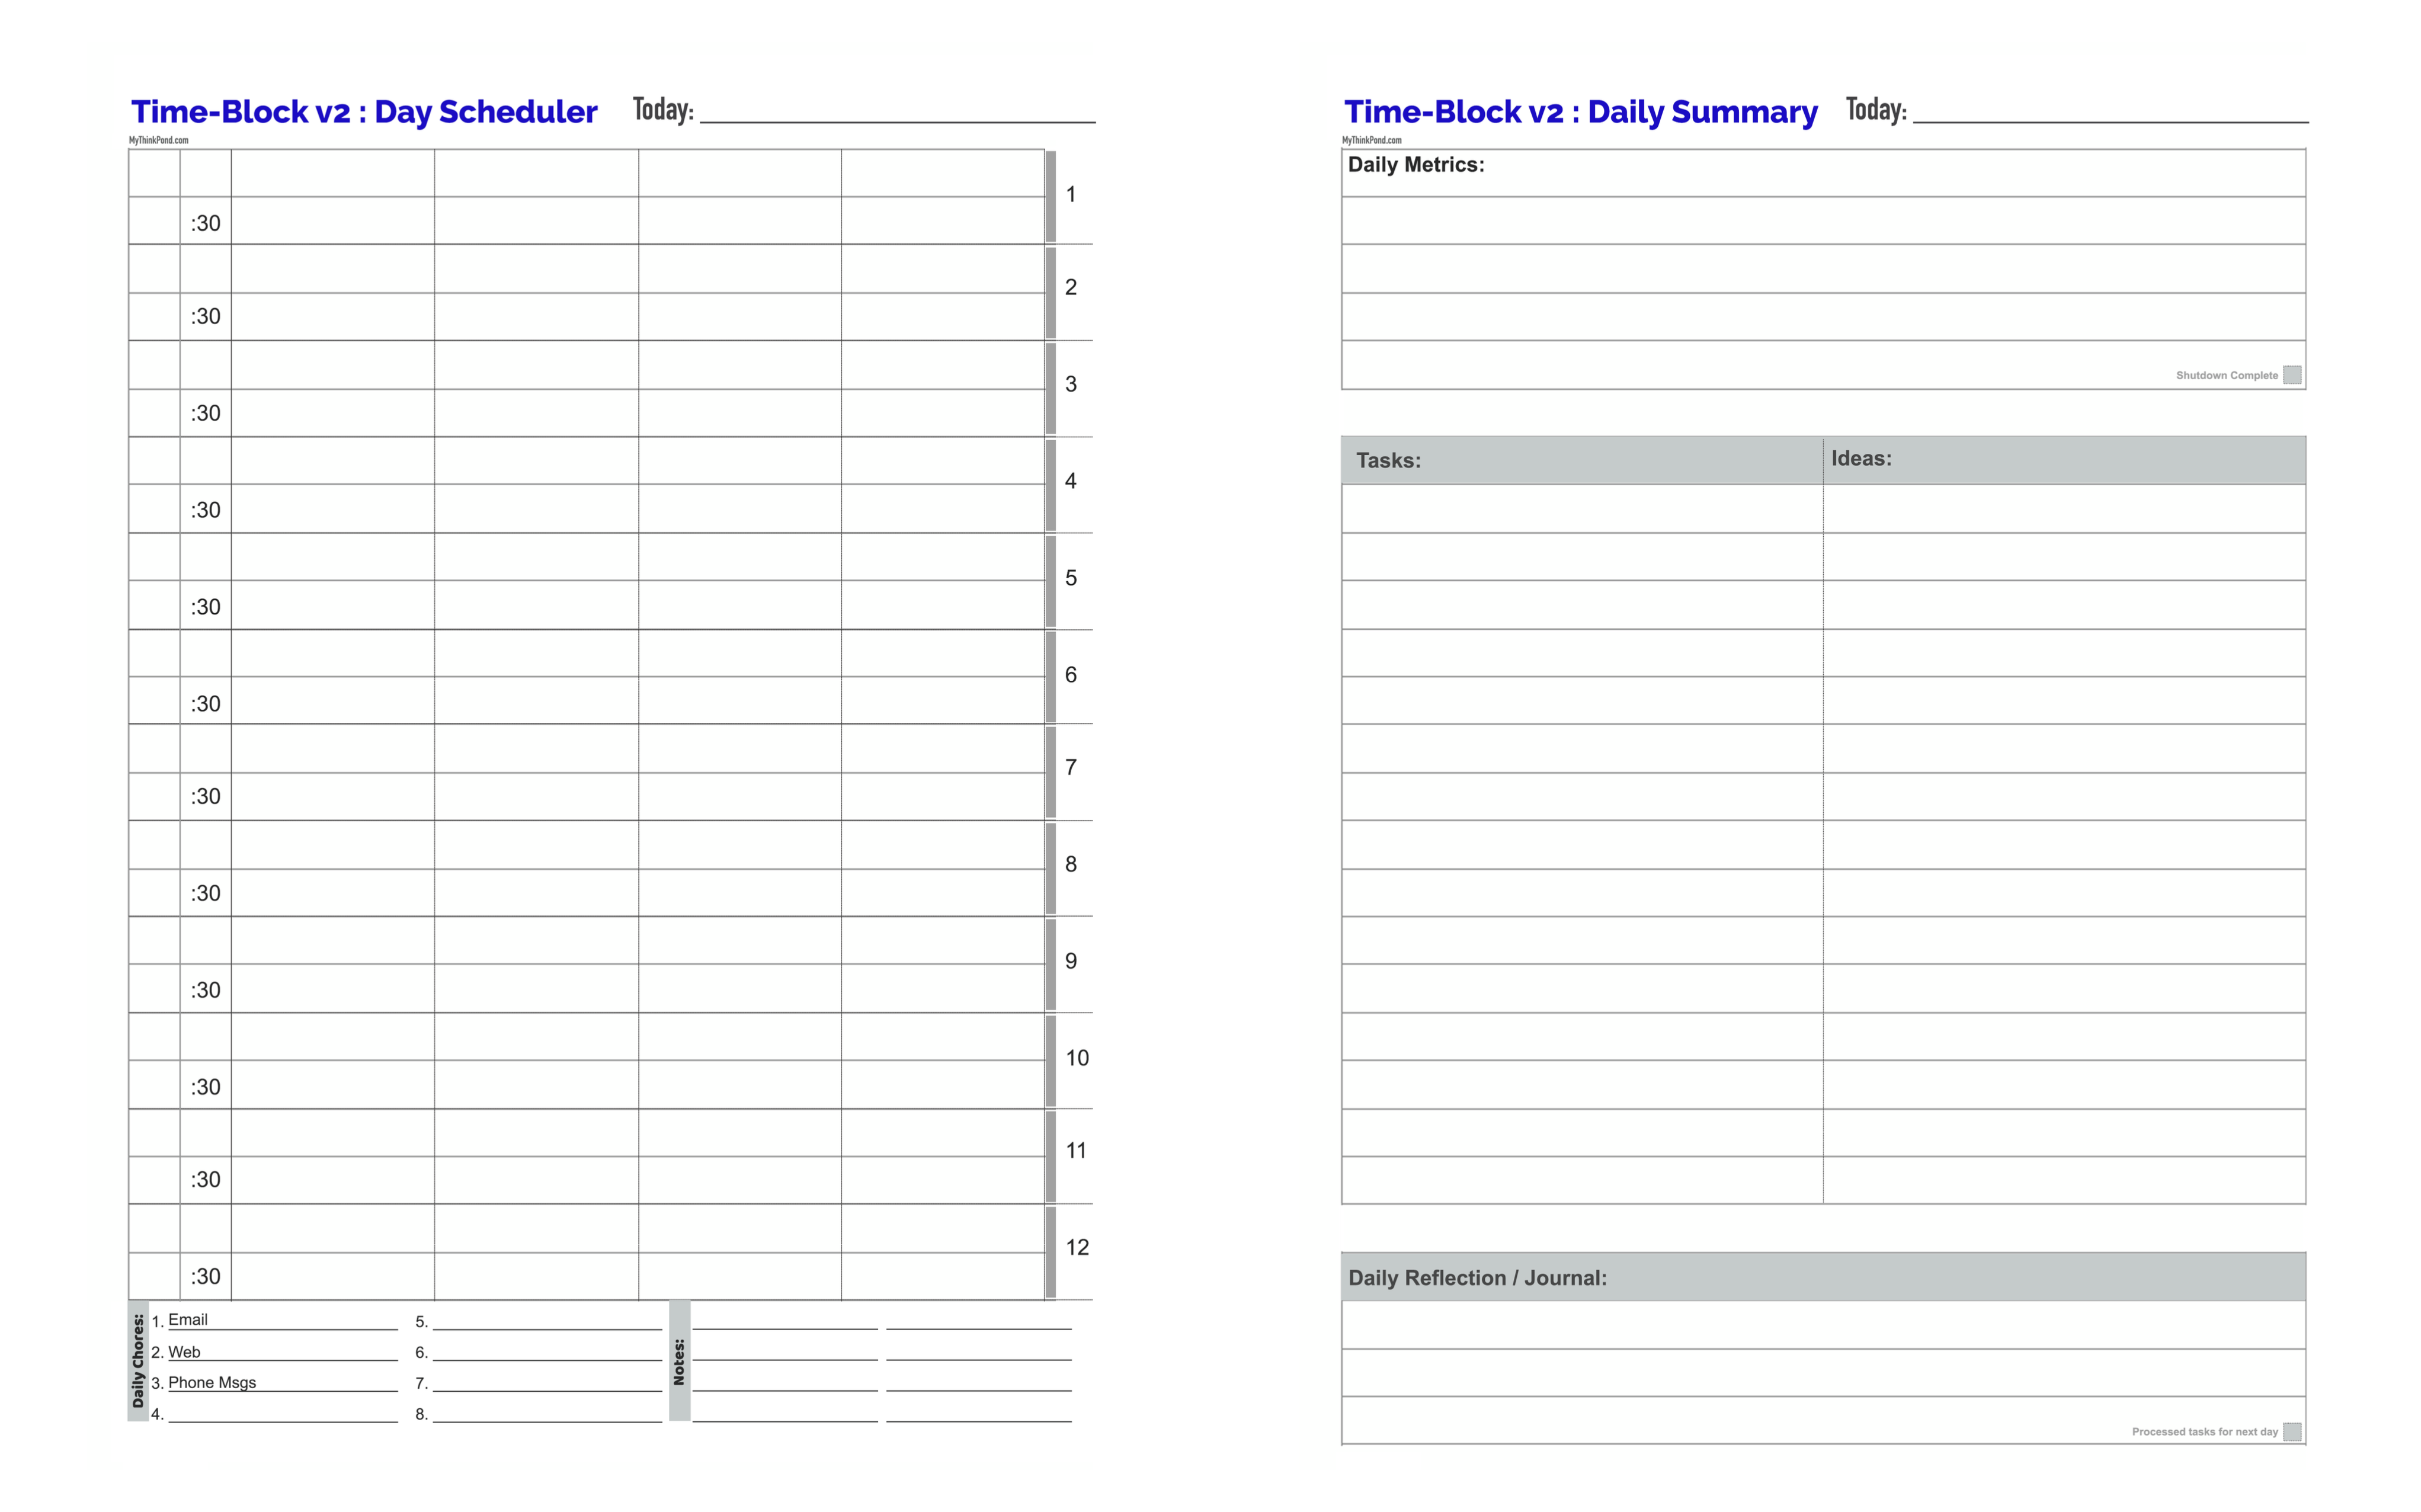 Time-Block v2 : Day Scheduler Today:
MyThinkPond.com
1
:30
2
:30
3
:30
4
:30
5
:30
6
:30
7
:30
8
:30
9
:30
10
:30
11
:30
12
:30
Daily Chores:
1. Email
2. Web
3. Phone Msgs
4.
5.
6.
7.
8.
Notes:
Time-Block v2 : Daily Summary Today:
MyThinkPond.com
Daily Metrics:
Shutdown Complete
Tasks: Ideas:
Daily Reflection / Journal:
Processed tasks for next day